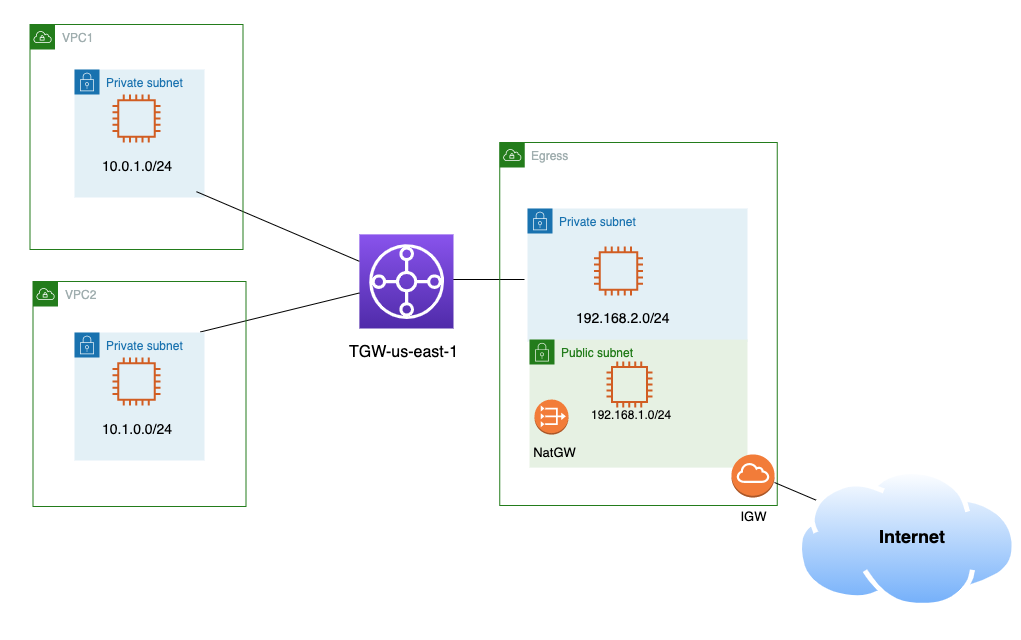 VPC1
Private subnet
10.0.1.0/24
VPC2
Private subnet
10.1.0.0/24
TGW-us-east-1
Egress
Private subnet
192.168.2.0/24
Public subnet
192.168.1.0/24
NatGW
IGW
Internet